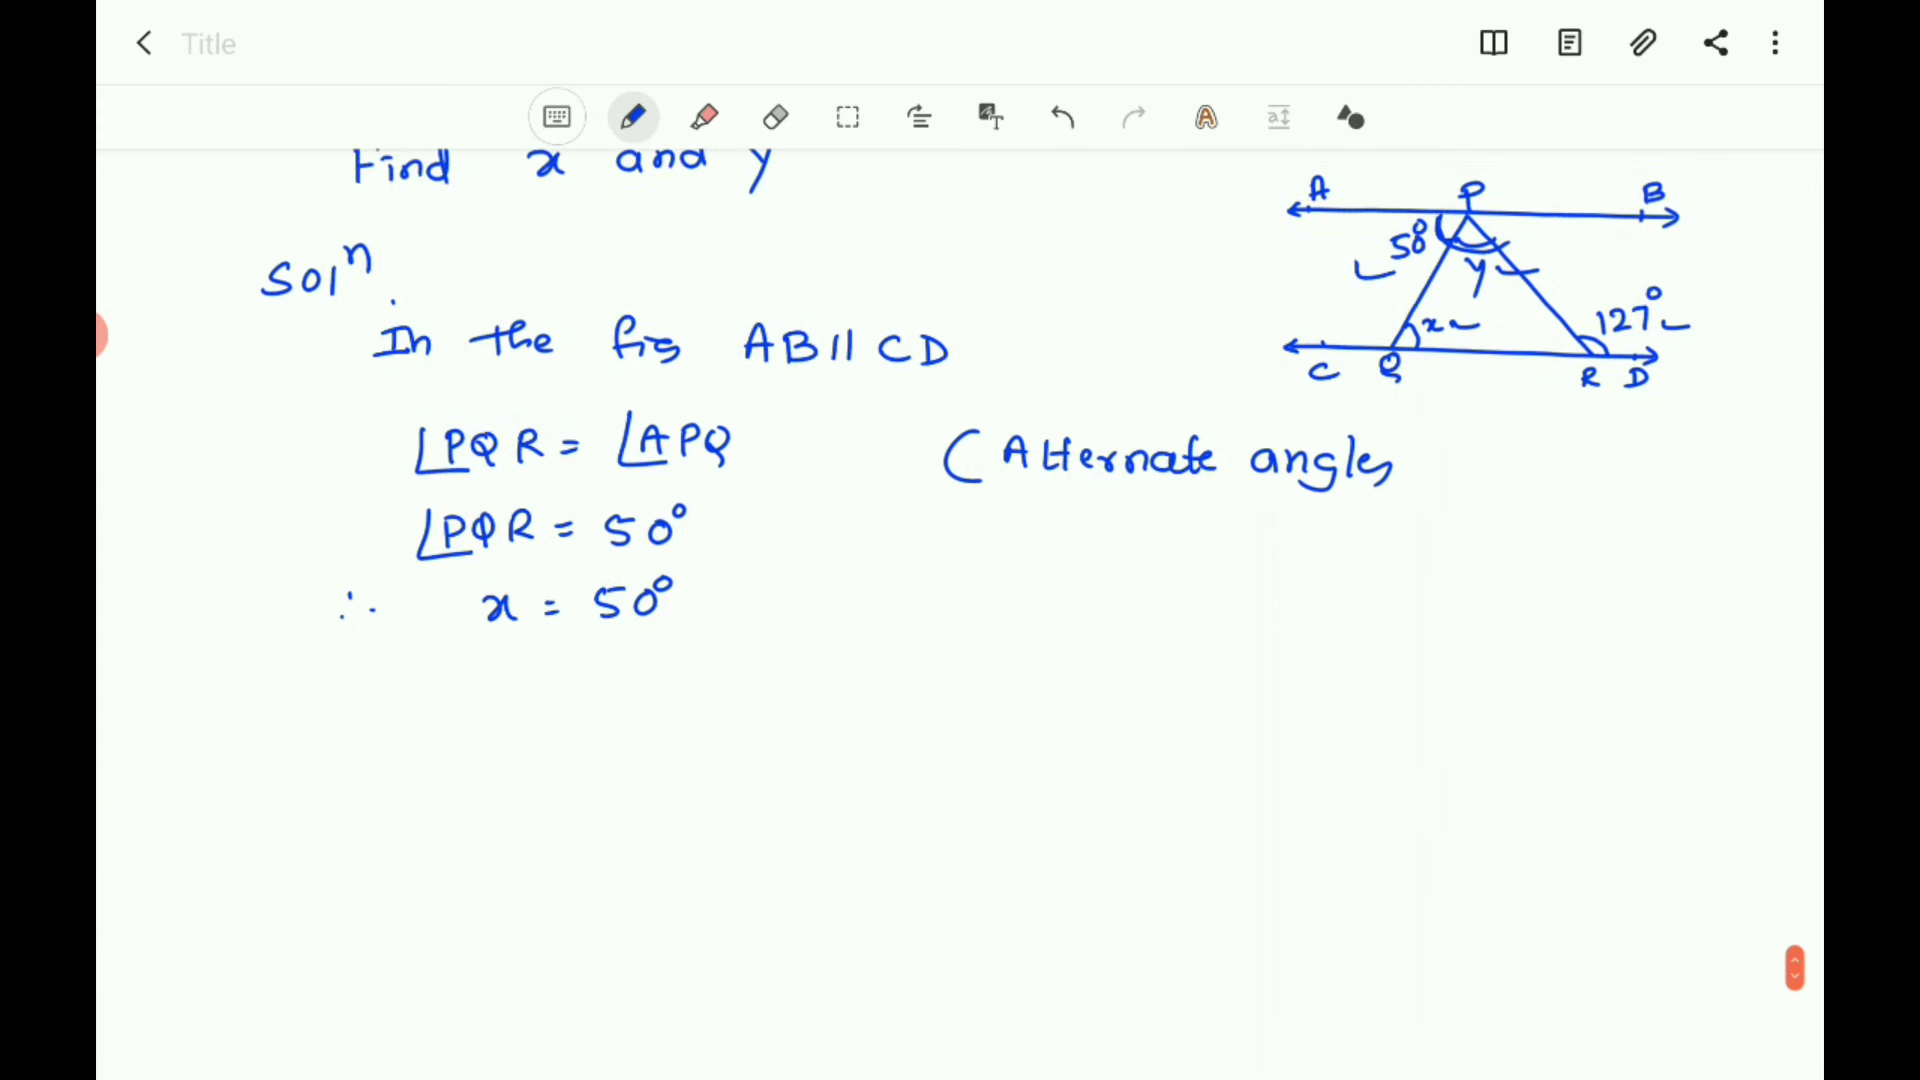 Title
Find x and y
Solⁿ.
In the fig AB || CD
∠PQR = ∠APQ (Alternate angles
∠PQR = 50°
∴ x = 50°
A P B
50°
y
x 127°
C Q R D